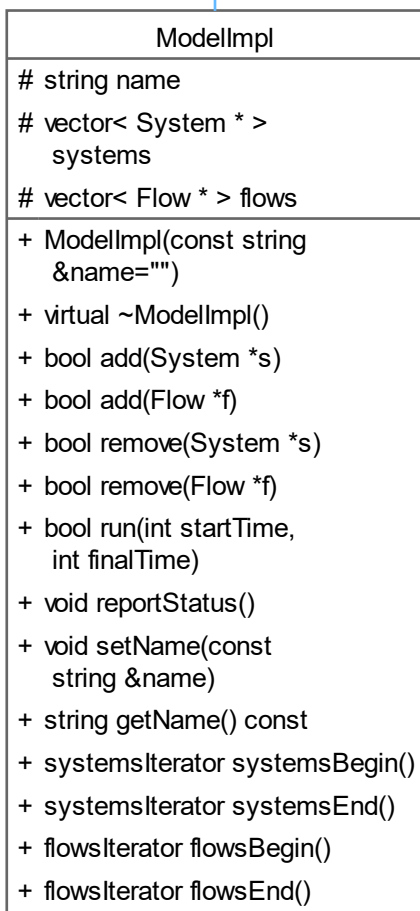 ModelImpl
# string name
# vector< System * >
systems
# vector< Flow * > flows
+ ModelImpl(const string
&name="")
+ virtual ~ModelImpl()
+ bool add(System *s)
+ bool add(Flow *f)
+ bool remove(System *s)
+ bool remove(Flow *f)
+ bool run(int startTime,
int finalTime)
+ void reportStatus()
+ void setName(const
string &name)
+ string getName() const
+ systemsIterator systemsBegin()
+ systemsIterator systemsEnd()
+ flowsIterator flowsBegin()
+ flowsIterator flowsEnd()